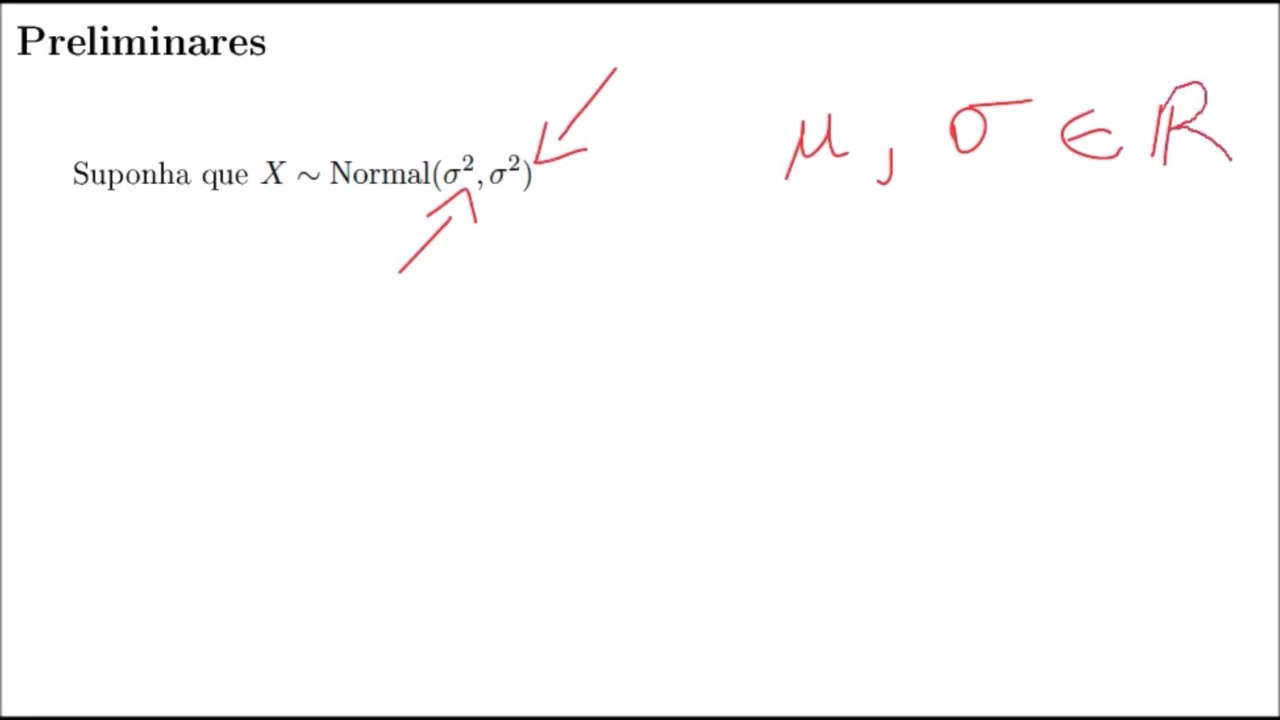 Preliminares
Suponha que X ∼ Normal(σ², σ²)
μ, σ ∈ ℝ